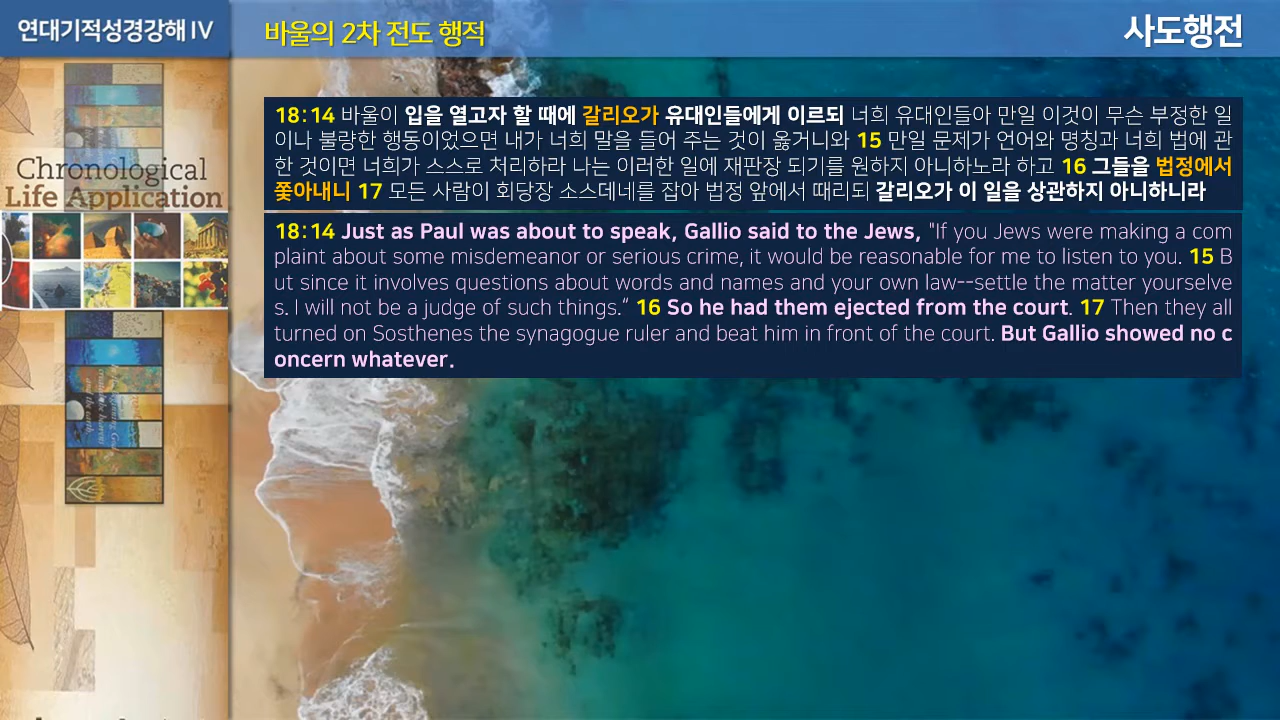 연대기적성경강해 IV
바울의 2차 전도 행적
사도행전
Chronological
Life Application
18:14 바울이 입을 열고자 할 때에 갈리오가 유대인들에게 이르되 너희 유대인들아 만일 이것이 무슨 부정한 일
이나 불량한 행동이었으면 내가 너희 말을 들어 주는 것이 옳거니와 15 만일 문제가 언어와 명칭과 너희 법에 관
한 것이면 너희가 스스로 처리하라 나는 이러한 일에 재판장 되기를 원하지 아니하노라 하고 16 그들을 법정에서
쫓아내니 17 모든 사람이 회당장 소스데네를 잡아 법정 앞에서 때리되 갈리오가 이 일을 상관하지 아니하니라
18:14 Just as Paul was about to speak, Gallio said to the Jews, "If you Jews were making a com
plaint about some misdemeanor or serious crime, it would be reasonable for me to listen to you. 15 B
ut since it involves questions about words and names and your own law--settle the matter yourselve
s. I will not be a judge of such things.“ 16 So he had them ejected from the court. 17 Then they all
turned on Sosthenes the synagogue ruler and beat him in front of the court. But Gallio showed no c
oncern whatever.